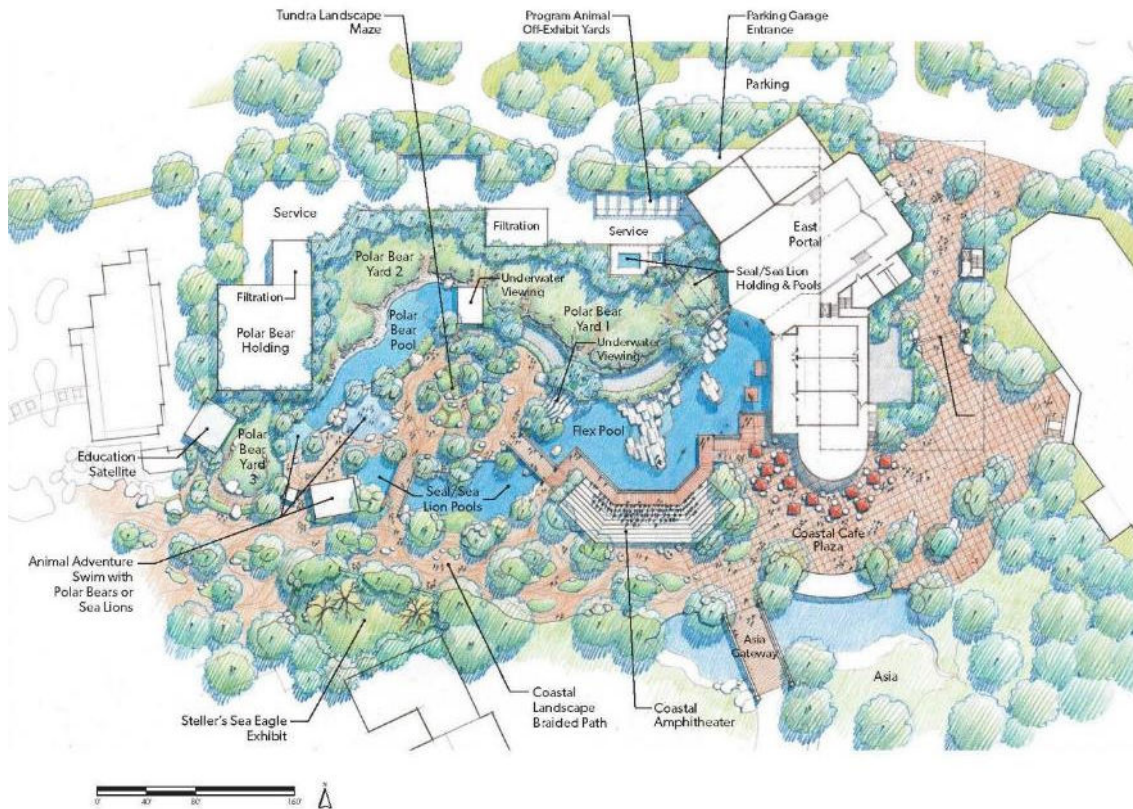 Tundra Landscape
Maze
Program Animal
Off-Exhibit Yards
Parking Garage
Entrance
Parking
Service
Filtration
Service
East
Portal
Polar Bear
Yard 2
Underwater
Viewing
Seal/Sea Lion
Holding & Pools
Filtration
Polar Bear
Holding
Polar
Bear
Pool
Polar Bear
Yard 1
Underwater
Viewing
Education
Satellite
Polar
Bear
Yard
3
Flex Pool
Seal/Sea
Lion Pools
Animal Adventure
Swim with
Polar Bears or
Sea Lions
Coastal Cafe
Plaza
Asia
Gateway
Asia
Steller's Sea Eagle
Exhibit
Coastal
Landscape
Braided Path
Coastal
Amphitheater
0' 40' 80' 160'